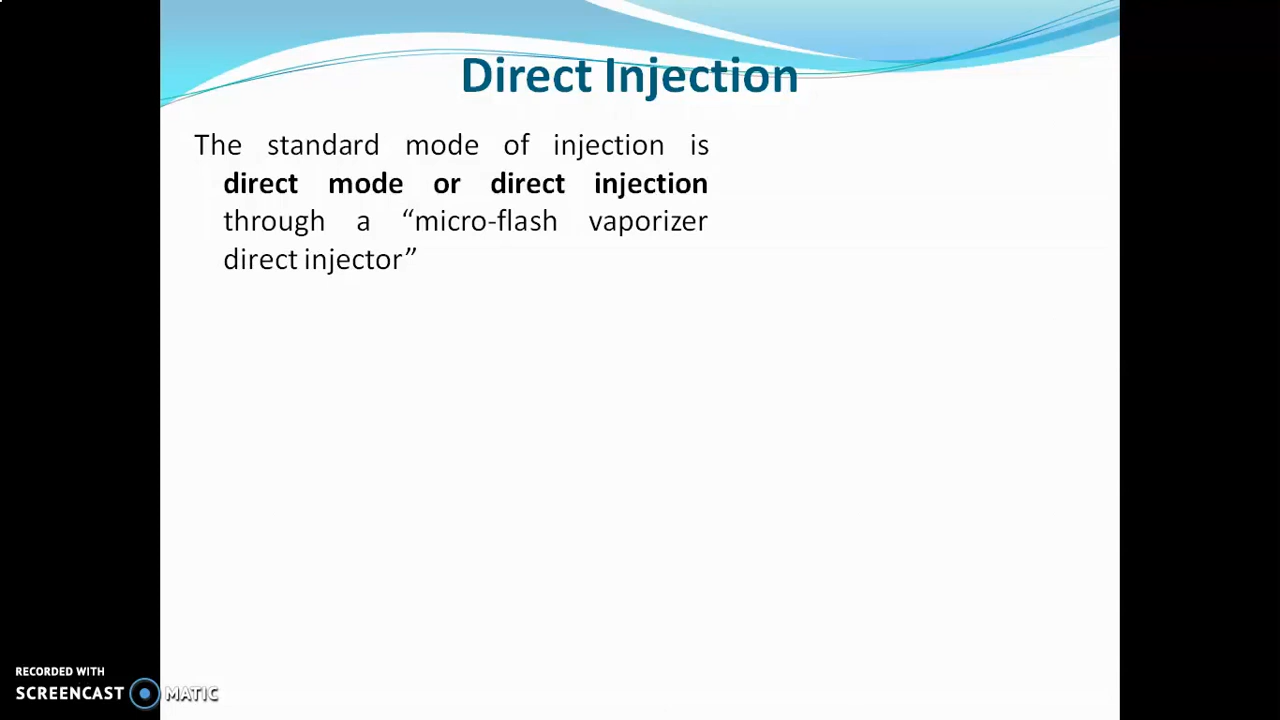 Direct Injection
The standard mode of injection is
direct mode or direct injection
through a “micro-flash vaporizer
direct injector”
RECORDED WITH
SCREENCAST MATIC